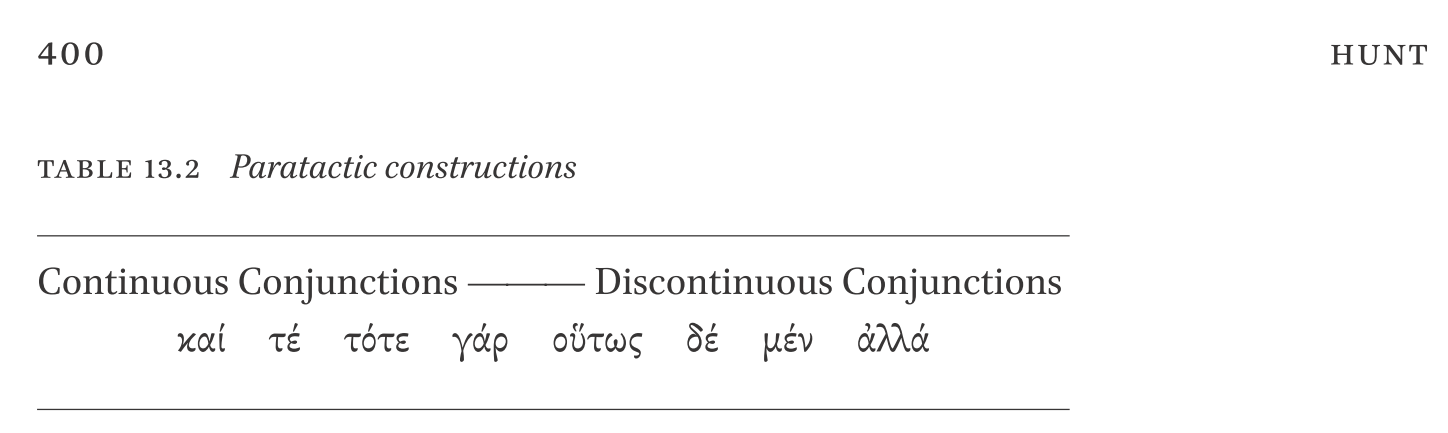 400 HUNT
TABLE 13.2 Paratactic constructions
Continuous Conjunctions ——— Discontinuous Conjunctions
καί τέ τότε γάρ οὕτως δέ μέν ἀλλά